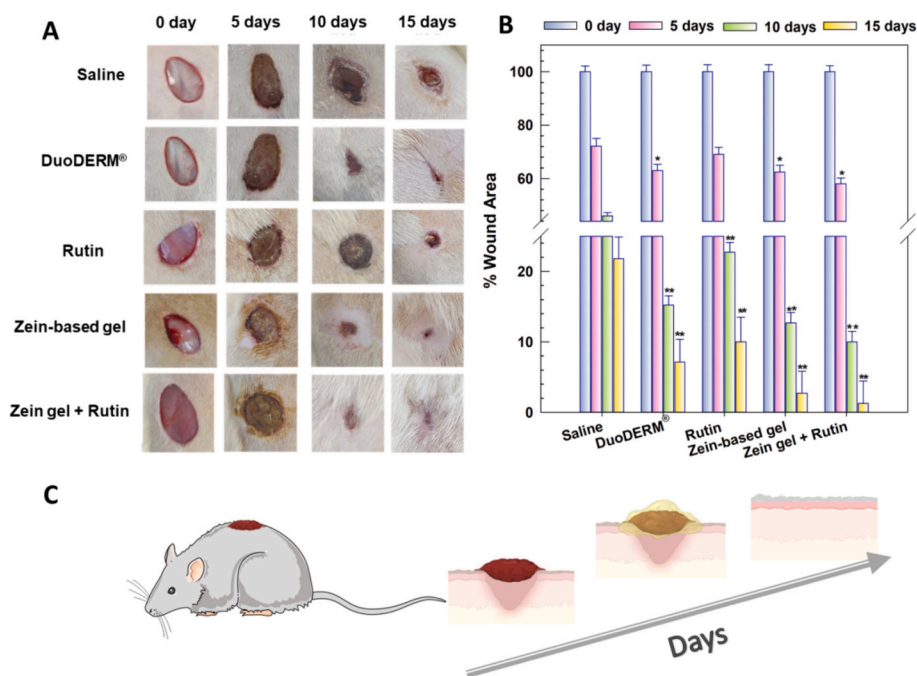 A
0 day 5 days 10 days 15 days
Saline
DuoDERM®
Rutin
Zein-based gel
Zein gel + Rutin
B
0 day 5 days 10 days 15 days
% Wound Area
100
80
60
20
10
0
*
**
**
**
**
*
**
**
*
**
**
Saline
DuoDERM®
Rutin
Zein-based gel
Zein gel + Rutin
C
Days